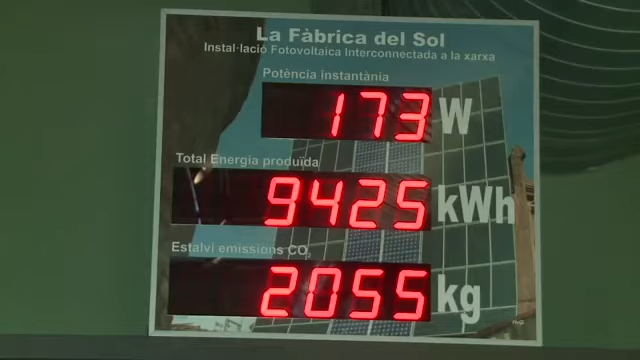 La Fàbrica del Sol
Instal·lació Fotovoltaica Interconnectada a la xarxa
Potència instantània
173 W
Total Energia produïda
9425 kWh
Estalvi emissions CO₂
2055 kg